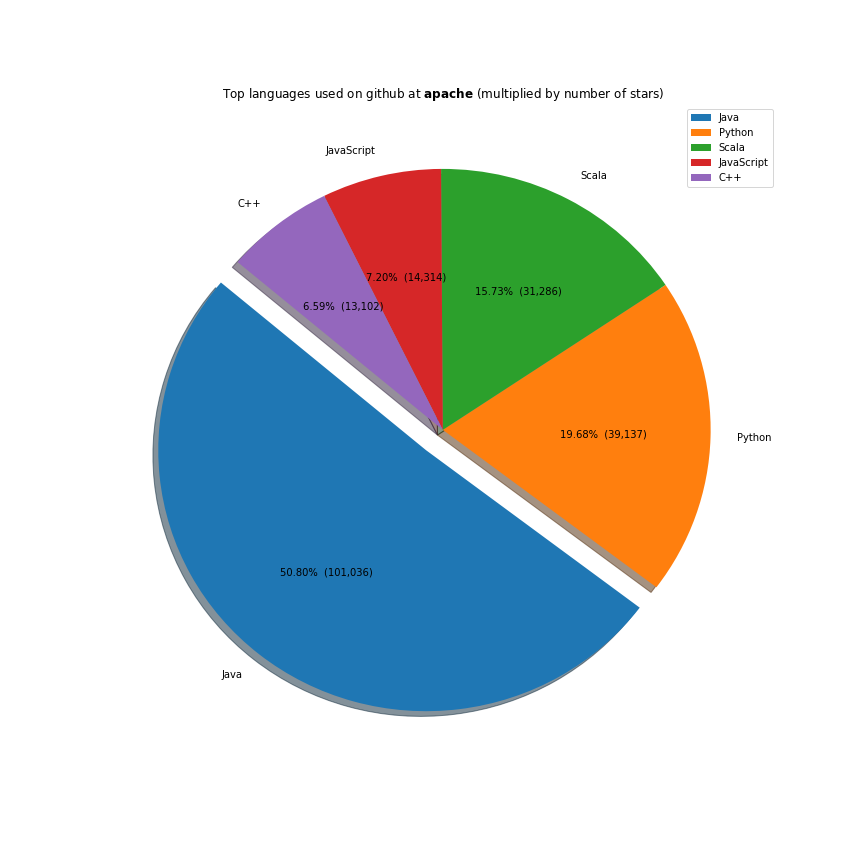 Top languages used on github at apache (multiplied by number of stars)
Java
Python
Scala
JavaScript
C++
JavaScript
Scala
C++
7.20% (14,314)
15.73% (31,286)
6.59% (13,102)
19.68% (39,137)
Python
50.80% (101,036)
Java